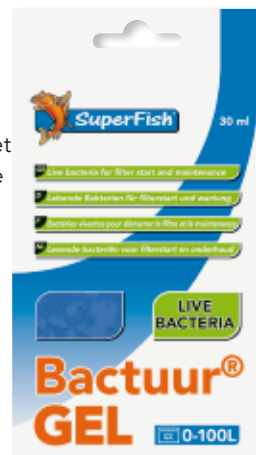 et
e
SuperFish®
30 ml
Live bacteria for filter start and maintenance
Lebende Bakterien für filterstart und wartung
Bactéries vivantes pour démarrer le filtre et la maintenance
Levende bacteriën voor filterstart en onderhoud
LIVE
BACTERIA
Bactuur®
GEL
0-100L